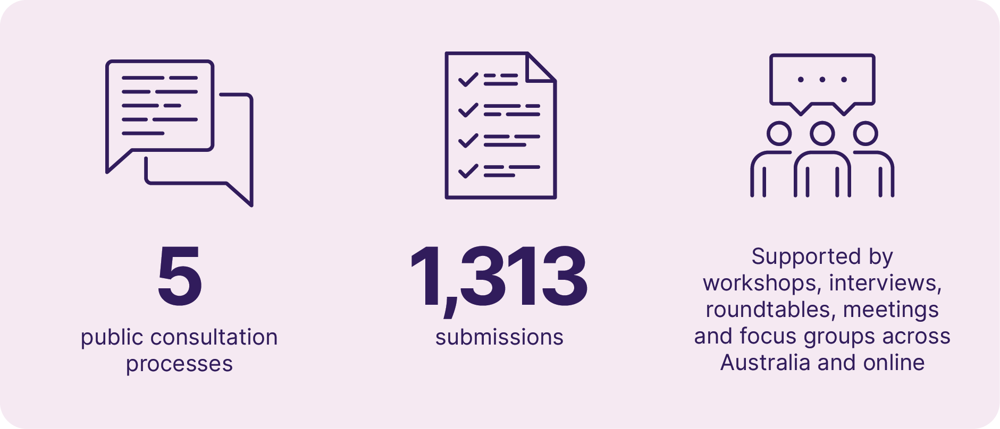 5
public consultation
processes
1,313
submissions
Supported by
workshops, interviews,
roundtables, meetings
and focus groups across
Australia and online